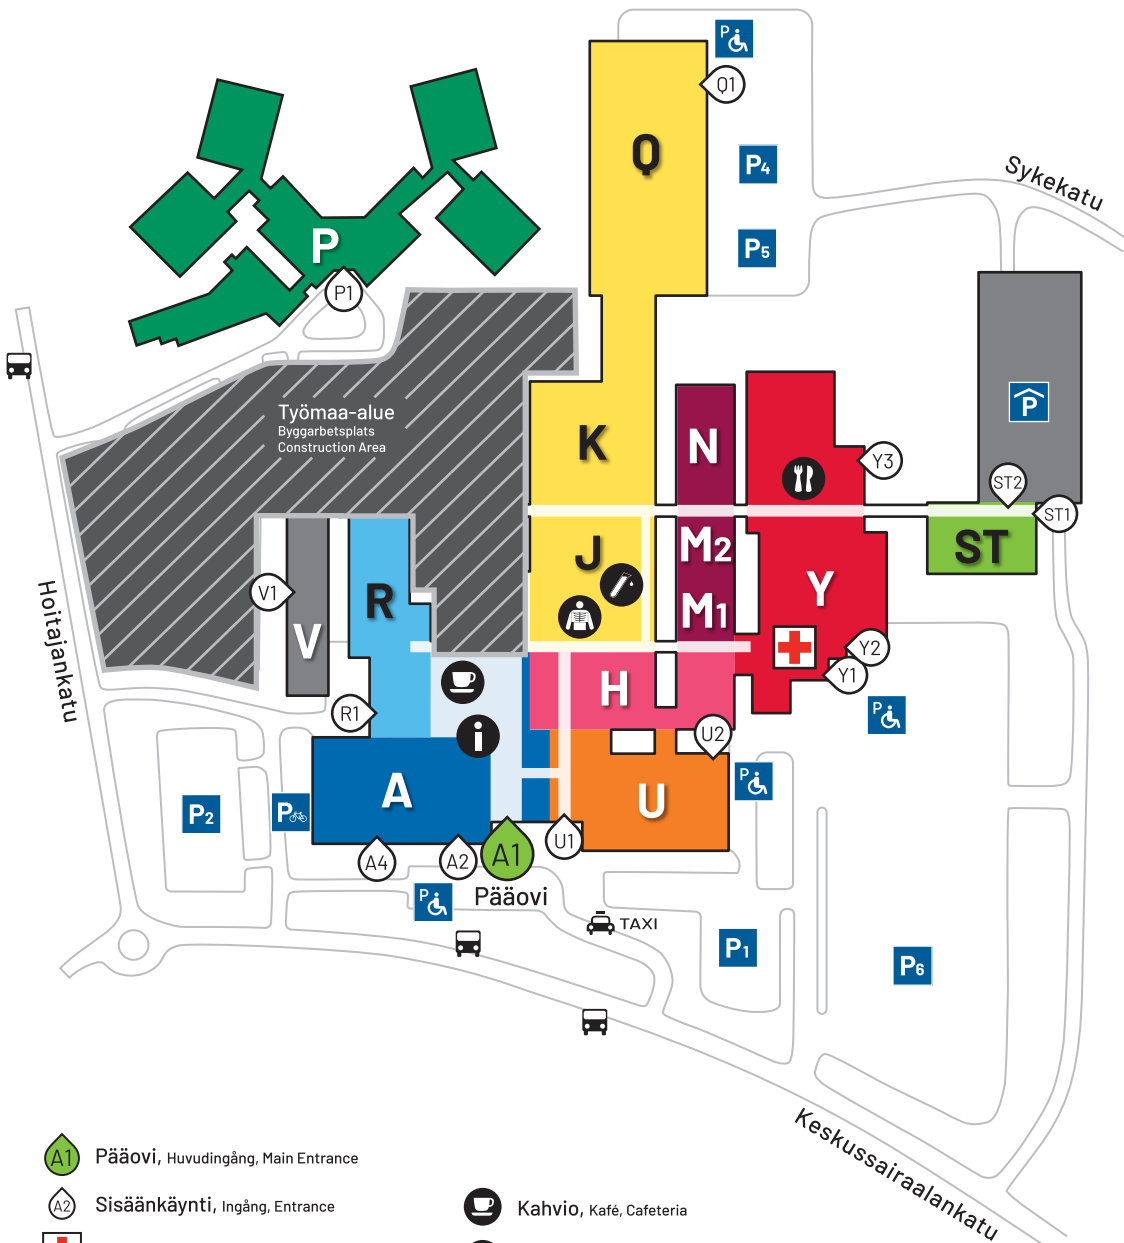 P
Q1
Q
P4
Sykekatu
P5
P
P1
P
Työmaa-alue
Byggarbetsplats
Construction Area
K
N
Y3
ST2
ST1
J
M2
ST
R
V1
Y
M1
Hoitajankatu
V
Y2
H
Y1
R1
P
i
U2
P
A
U
P2
P
A4
A2
A1
U1
Pääovi
P
TAXI
P1
P6
Keskussairaalankatu
A1 Pääovi, Huvudingång, Main Entrance
A2 Sisäänkäynti, Ingång, Entrance
Kahvio, Kafé, Cafeteria